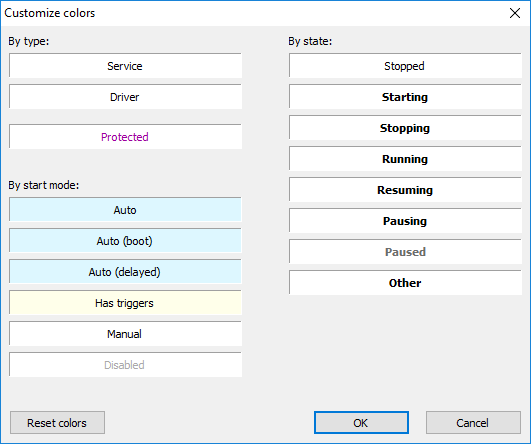 Customize colors
By type:
Service
Driver
Protected
By start mode:
Auto
Auto (boot)
Auto (delayed)
Has triggers
Manual
Disabled
By state:
Stopped
Starting
Stopping
Running
Resuming
Pausing
Paused
Other
Reset colors
OK
Cancel